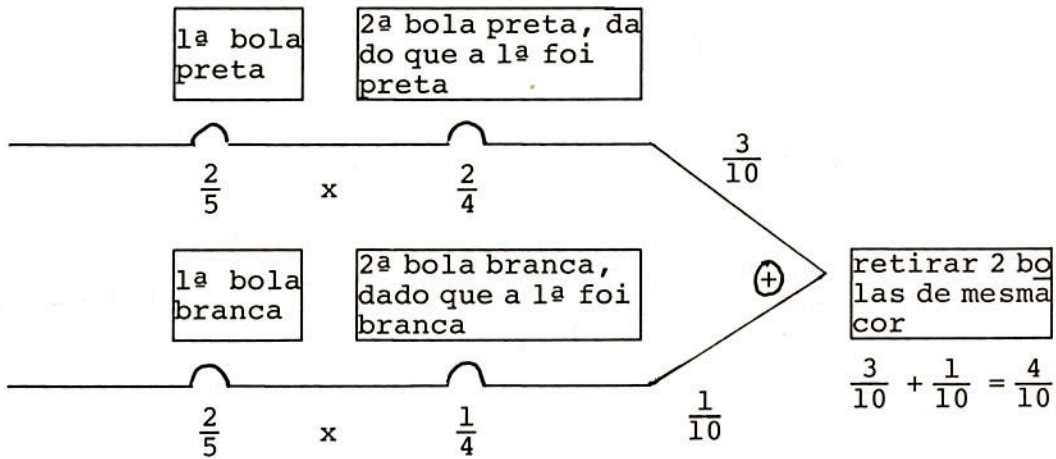 1ª bola
preta
2ª bola preta, da
do que a 1ª foi
preta
2/5 x 2/4
3/10
1ª bola
branca
2ª bola branca,
dado que a 1ª foi
branca
2/5 x 1/4
1/10
+
retirar 2 bo
las de mesma
cor
3/10 + 1/10 = 4/10